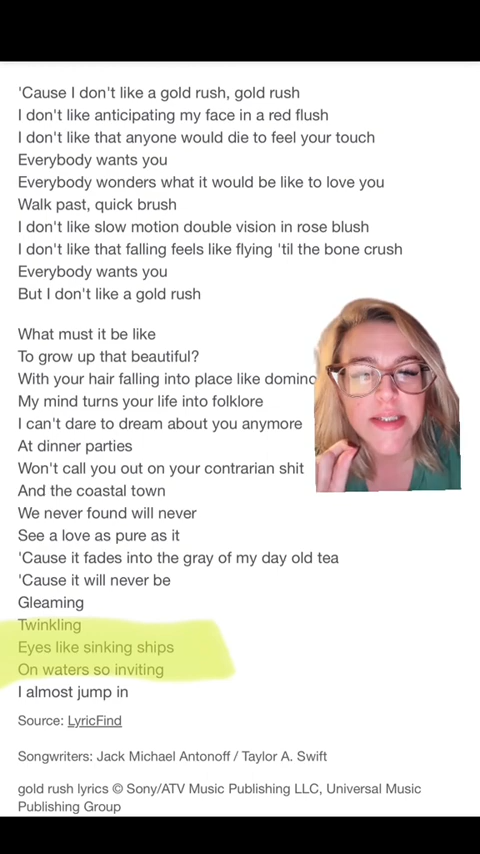 'Cause I don't like a gold rush, gold rush
I don't like anticipating my face in a red flush
I don't like that anyone would die to feel your touch
Everybody wants you
Everybody wonders what it would be like to love you
Walk past, quick brush
I don't like slow motion double vision in rose blush
I don't like that falling feels like flying 'til the bone crush
Everybody wants you
But I don't like a gold rush
What must it be like
To grow up that beautiful?
With your hair falling into place like domino
My mind turns your life into folklore
I can't dare to dream about you anymore
At dinner parties
Won't call you out on your contrarian shit
And the coastal town
We never found will never
See a love as pure as it
'Cause it fades into the gray of my day old tea
'Cause it will never be
Gleaming
Twinkling
Eyes like sinking ships
On waters so inviting
I almost jump in
Source: LyricFind
Songwriters: Jack Michael Antonoff / Taylor A. Swift
gold rush lyrics © Sony/ATV Music Publishing LLC, Universal Music
Publishing Group